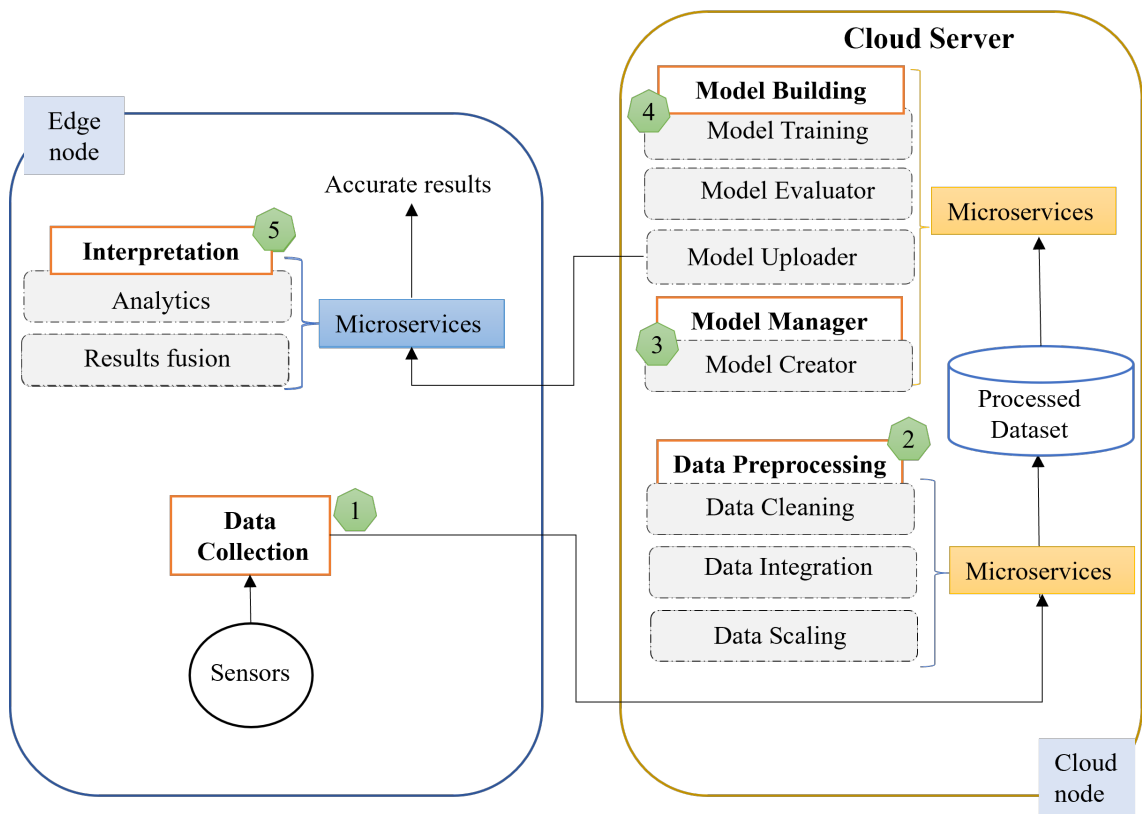 Edge
node
Accurate results
5
Interpretation
Analytics
Results fusion
Microservices
Data
Collection
1
Sensors
Cloud Server
Model Building
4
Model Training
Model Evaluator
Model Uploader
Microservices
Model Manager
3
Model Creator
Processed
Dataset
2
Data Preprocessing
Data Cleaning
Data Integration
Data Scaling
Microservices
Cloud
node